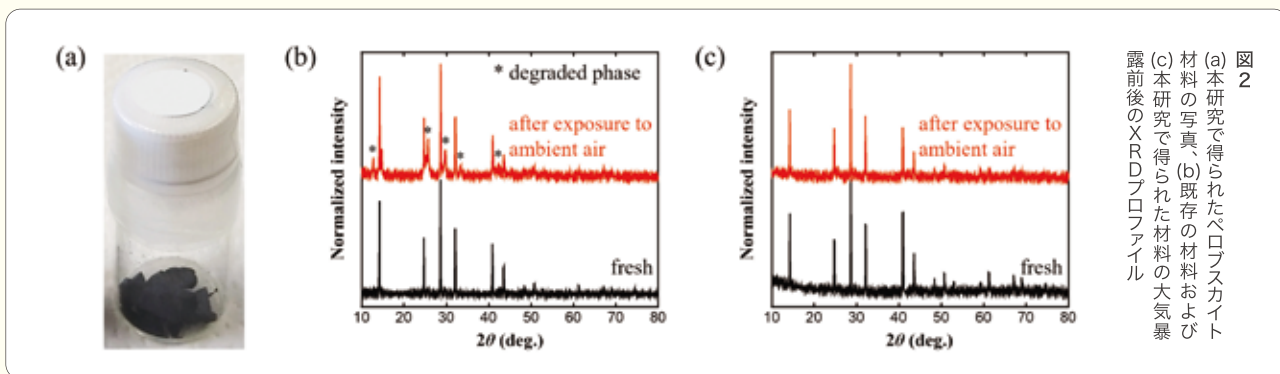 (a)
(b)
Normalized intensity
* degraded phase
after exposure to
ambient air
fresh
10 20 30 40 50 60 70 80
2θ (deg.)
(c)
Normalized intensity
after exposure to
ambient air
fresh
10 20 30 40 50 60 70 80
2θ (deg.)
図2
(a)本研究で得られたペロブスカイト
材料の写真、(b)既存の材料および
(c)本研究で得られた材料の大気暴
露前後のXRDプロファイル